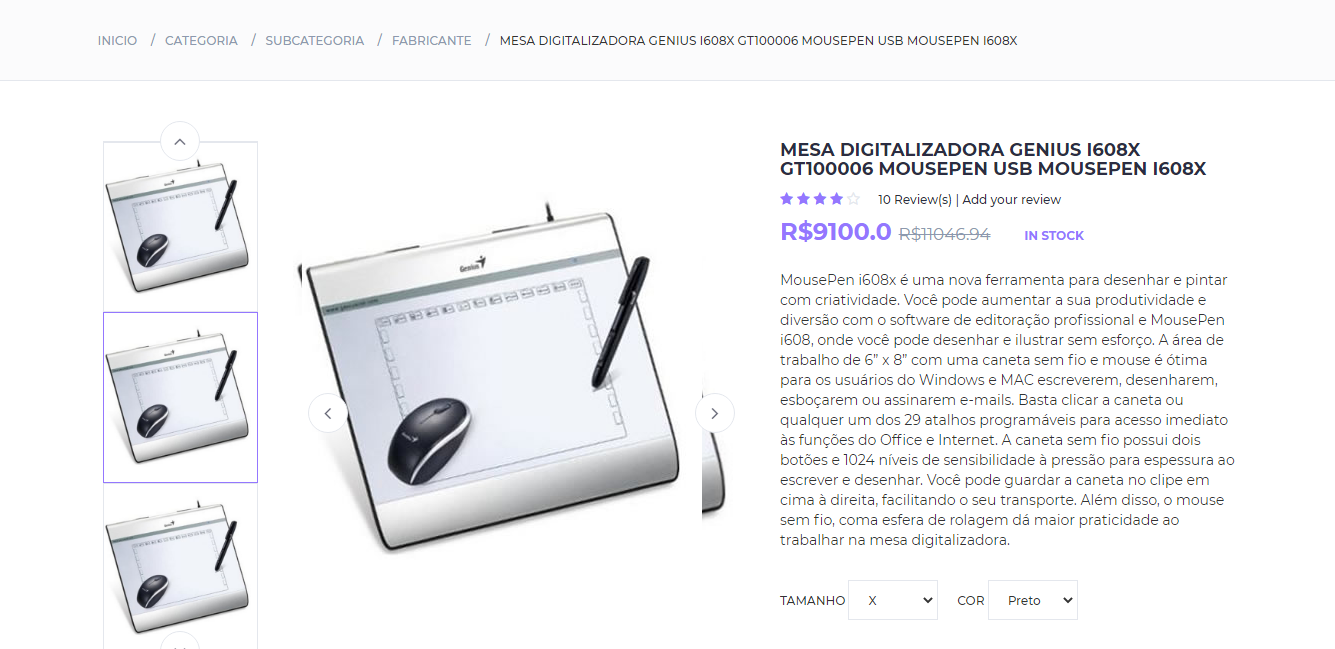 INICIO / CATEGORIA / SUBCATEGORIA / FABRICANTE / MESA DIGITALIZADORA GENIUS I608X GT100006 MOUSEPEN USB MOUSEPEN I608X
Genius
MESA DIGITALIZADORA GENIUS I608X
GT100006 MOUSEPEN USB MOUSEPEN I608X
10 Review(s) | Add your review
R$9100.0 R$11046.94 IN STOCK
MousePen i608x é uma nova ferramenta para desenhar e pintar
com criatividade. Você pode aumentar a sua produtividade e
diversão com o software de editoração profissional e MousePen
i608, onde você pode desenhar e ilustrar sem esforço. A área de
trabalho de 6” x 8” com uma caneta sem fio e mouse é ótima
para os usuários do Windows e MAC escreverem, desenharem,
esboçarem ou assinarem e-mails. Basta clicar a caneta ou
qualquer um dos 29 atalhos programáveis para acesso imediato
às funções do Office e Internet. A caneta sem fio possui dois
botões e 1024 níveis de sensibilidade à pressão para espessura ao
escrever e desenhar. Você pode guardar a caneta no clipe em
cima à direita, facilitando o seu transporte. Além disso, o mouse
sem fio, coma esfera de rolagem dá maior praticidade ao
trabalhar na mesa digitalizadora.
TAMANHO X COR Preto